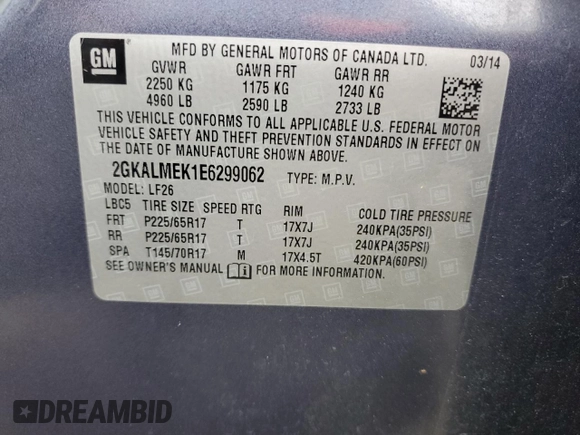 GM
MFD BY GENERAL MOTORS OF CANADA LTD. 03/14
GVWR GAWR FRT GAWR RR
2250 KG 1175 KG 1240 KG
4960 LB 2590 LB 2733 LB
THIS VEHICLE CONFORMS TO ALL APPLICABLE U.S. FEDERAL MOTOR
VEHICLE SAFETY AND THEFT PREVENTION STANDARDS IN EFFECT ON
THE DATE OF MANUFACTURE SHOWN ABOVE.
2GKALMEK1E6299062 TYPE: M.P.V.
MODEL: LF26
LBC5 TIRE SIZE SPEED RTG RIM COLD TIRE PRESSURE
FRT P225/65R17 T 17X7J 240KPA(35PSI)
RR P225/65R17 T 17X7J 240KPA(35PSI)
SPA T145/70R17 M 17X4.5T 420KPA(60PSI)
SEE OWNER'S MANUAL FOR MORE INFORMATION.
DREAMBID